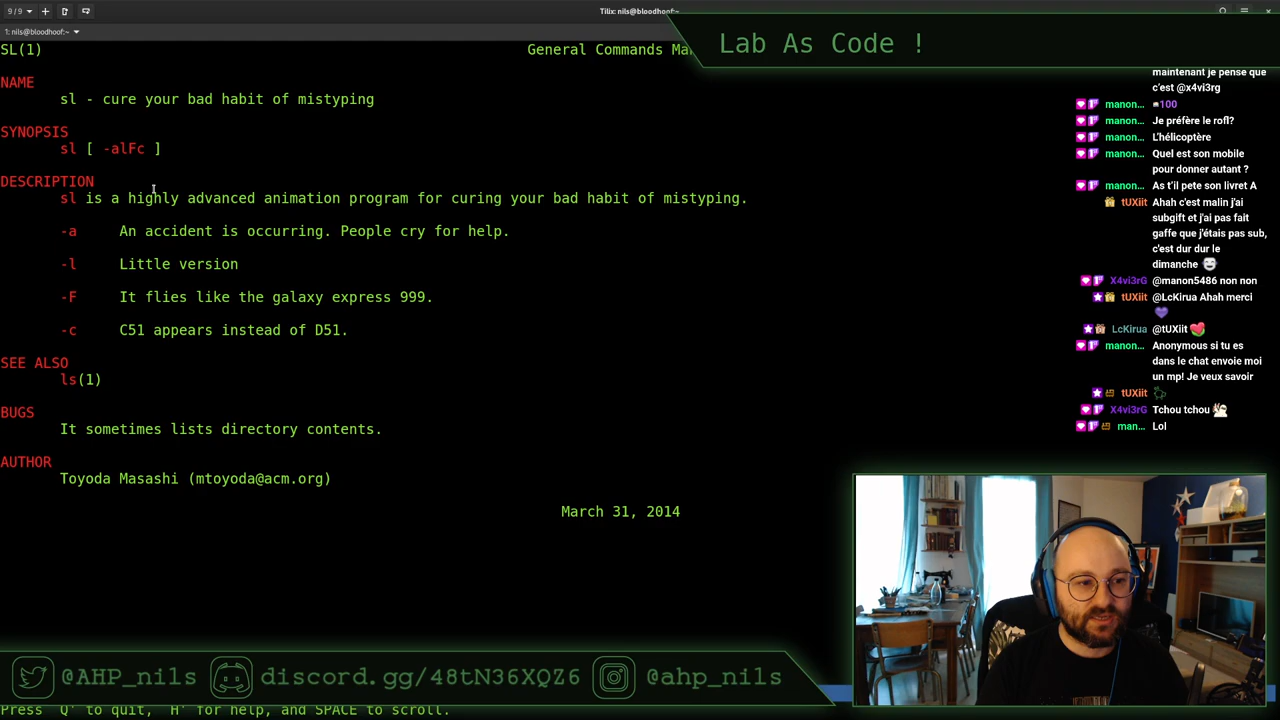 9/9
Tilix: nils@bloodhoof:~
1: nils@bloodhoof:~
Lab As Code !
SL(1)
General Commands Ma
NAME
sl - cure your bad habit of mistyping
SYNOPSIS
sl [ -alFc ]
DESCRIPTION
sl is a highly advanced animation program for curing your bad habit of mistyping.
-a An accident is occurring. People cry for help.
-l Little version
-F It flies like the galaxy express 999.
-c C51 appears instead of D51.
SEE ALSO
ls(1)
BUGS
It sometimes lists directory contents.
AUTHOR
Toyoda Masashi (mtoyoda@acm.org)
March 31, 2014
maintenant je pense que
c'est @x4vi3rg
manon... 100
manon... Je préfère le rofl?
manon... L'hélicoptère
manon... Quel est son mobile
pour donner autant ?
manon... As t'il pete son livret A
tUXiit Ahah c'est malin j'ai
subgift et j'ai pas fait
gaffe que j'étais pas sub,
c'est dur dur le
dimanche
X4vi3rG @manon5486 non non
tUXiit @LcKirua Ahah merci
LcKirua @tUXiit
manon... Anonymous si tu es
dans le chat envoie moi
un mp! Je veux savoir
tUXiit
X4vi3rG Tchou tchou
man... Lol
@AHP_nils discord.gg/48tN36XQZ6 @ahp_nils
Press 'Q' to quit, 'H' for help, and SPACE to scroll.